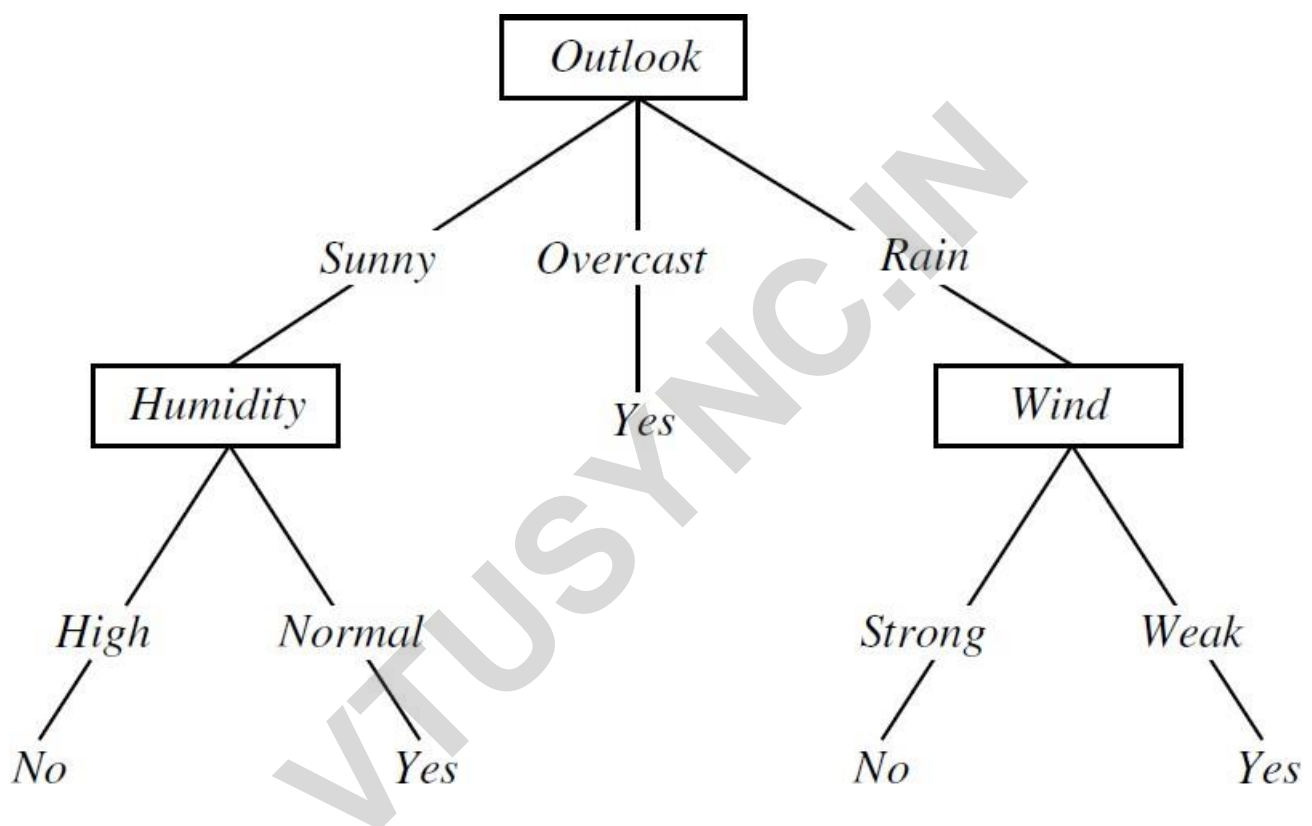 Outlook
Sunny Overcast Rain
Humidity Yes Wind
High Normal Strong Weak
No Yes No Yes
VTUSYNC.IN